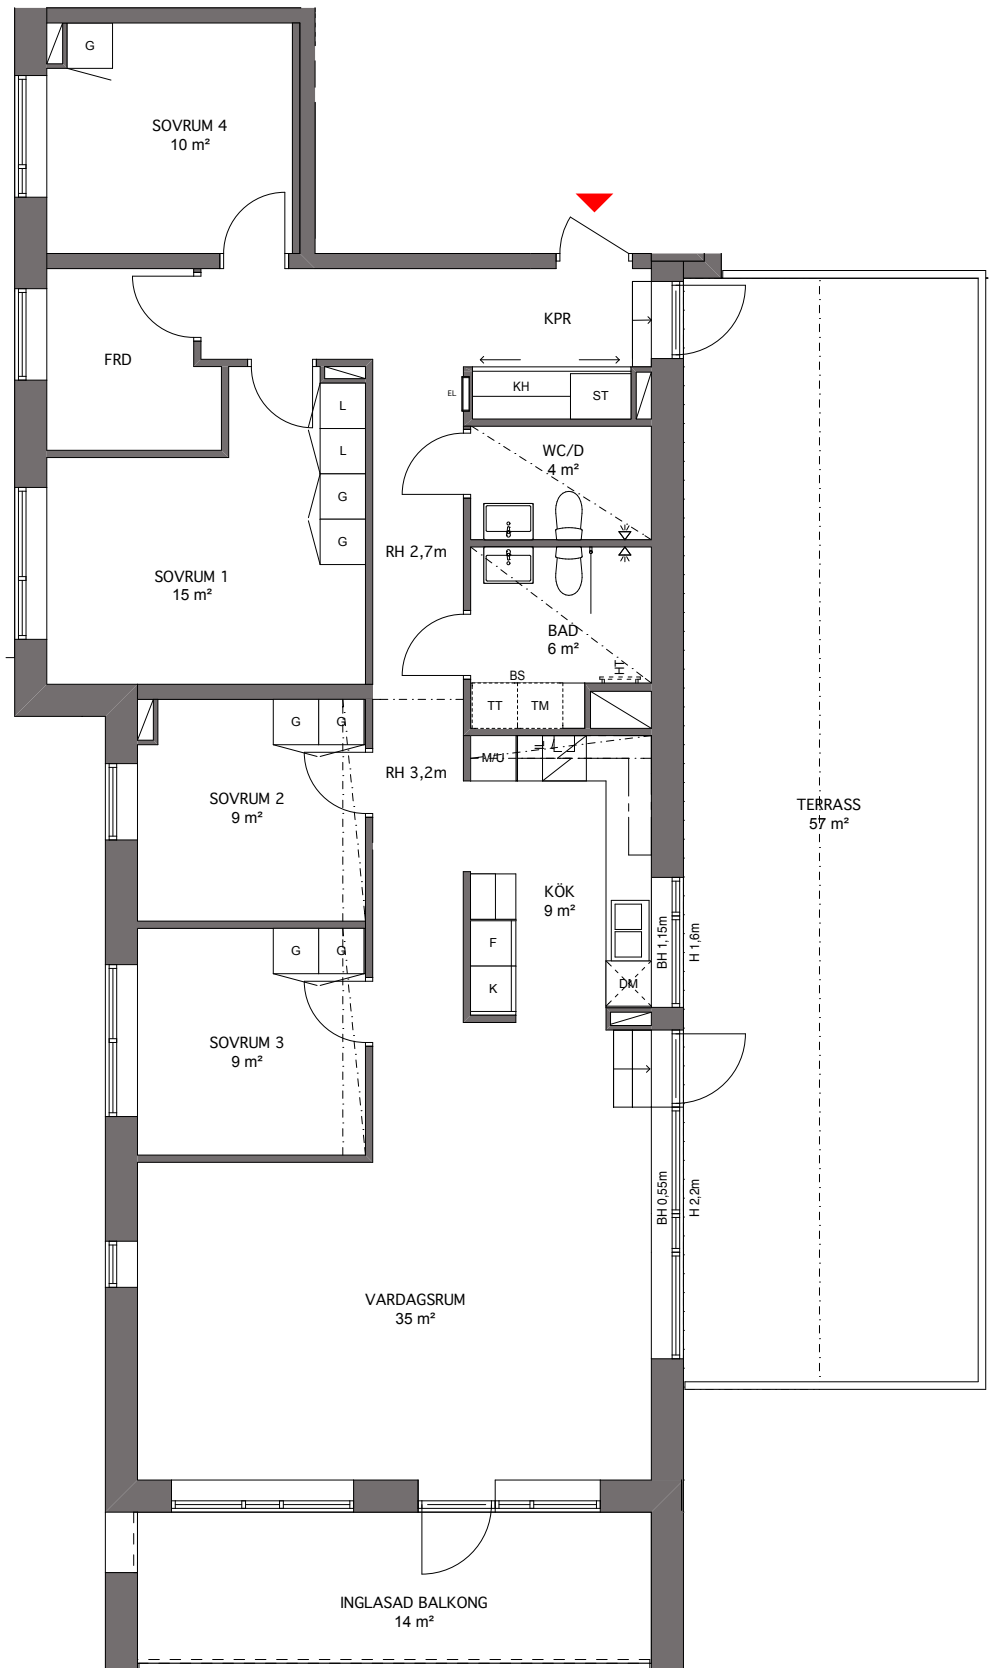 G
SOVRUM 4
10 m²
KPR
FRD
EL
KH
ST
L
L
G
G
WC/D
4 m²
RH 2,7m
SOVRUM 1
15 m²
BAD
6 m²
HT
BS
TT
TM
G
G
M/U
RH 3,2m
SOVRUM 2
9 m²
TERRASS
57 m²
KÖK
9 m²
BH 1,15m
H 1,6m
F
K
DM
G
G
SOVRUM 3
9 m²
BH 0,55m
H 2,2m
VARDAGSRUM
35 m²
INGLASAD BALKONG
14 m²